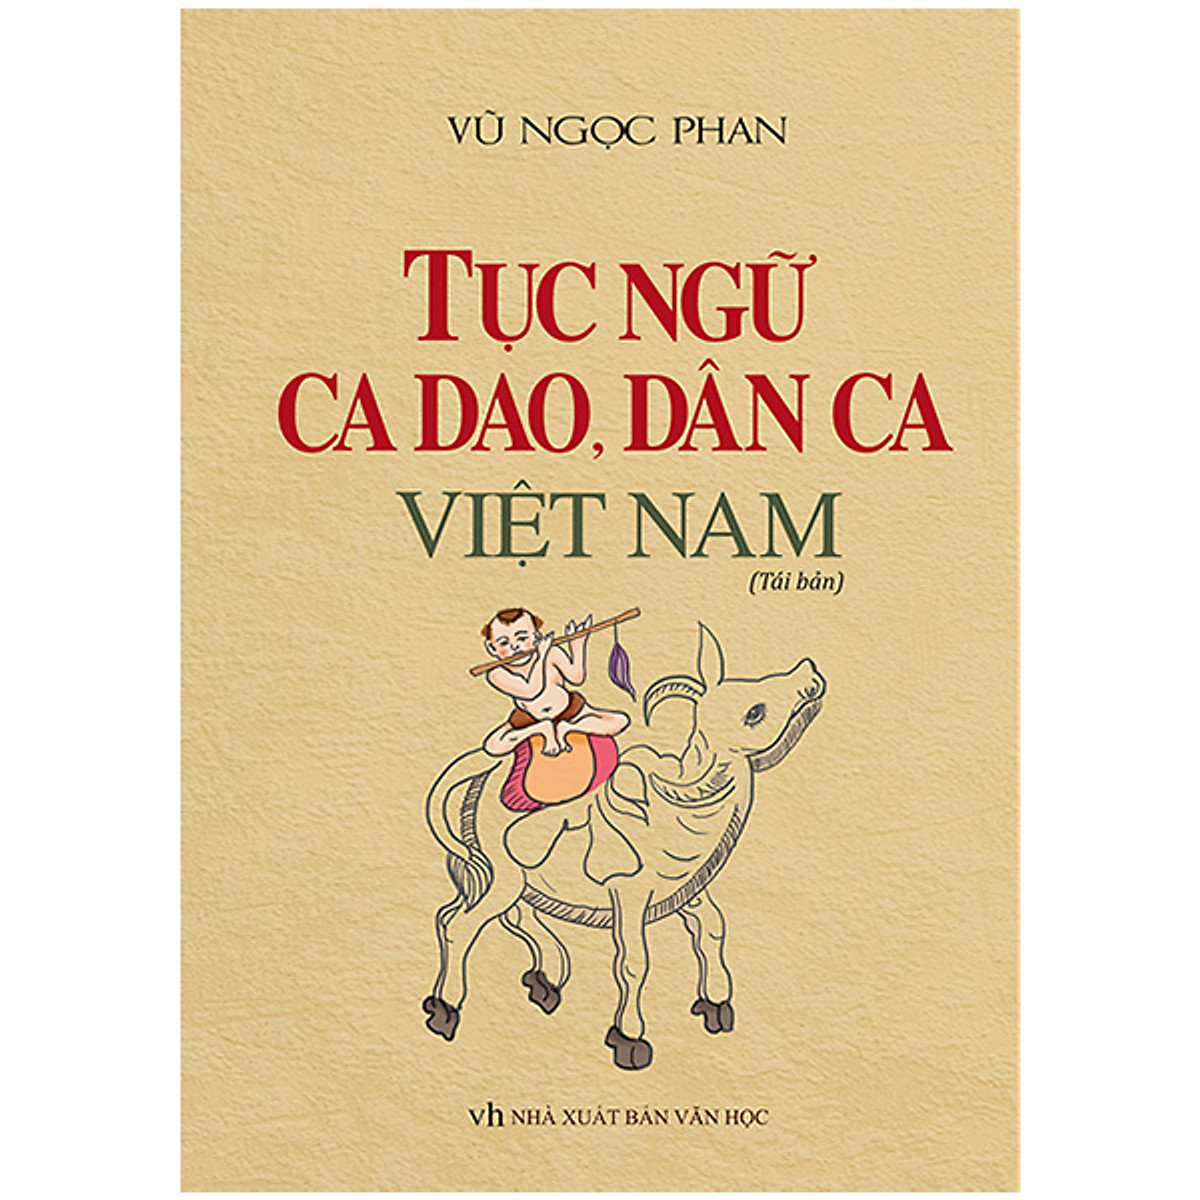 VŨ NGỌC PHAN
TỤC NGỮ
CA DAO, DÂN CA
VIỆT NAM
(Tái bản)
vh NHÀ XUẤT BẢN VĂN HỌC